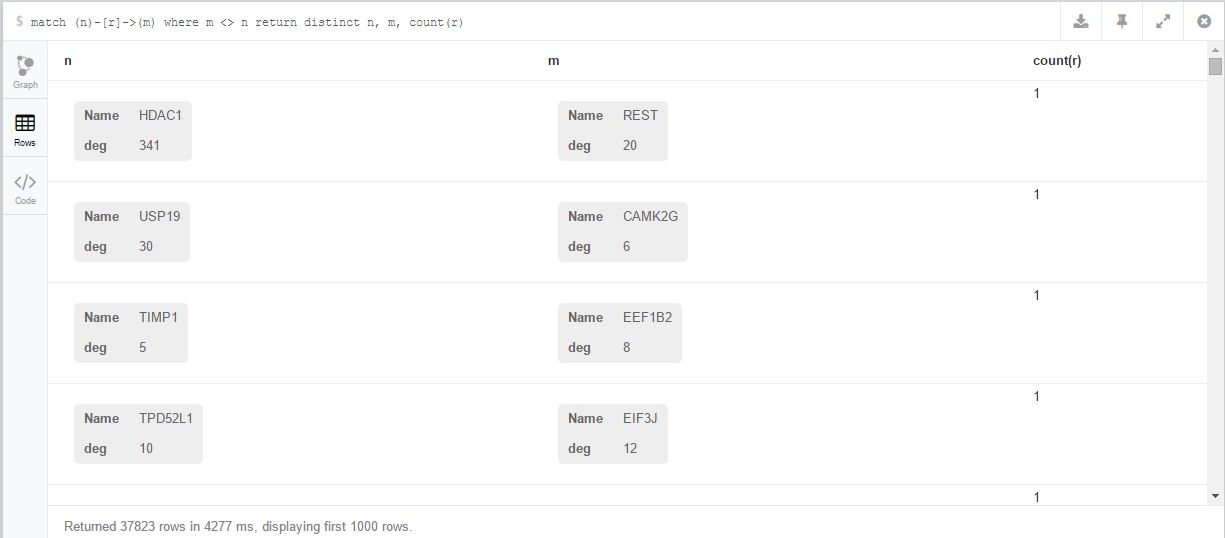 $ match (n)-[r]->(m) where m <> n return distinct n, m, count(r)
Graph
Rows
Code
n m count(r)
1
Name HDAC1 Name REST
deg 341 deg 20
1
Name USP19 Name CAMK2G
deg 30 deg 6
1
Name TIMP1 Name EEF1B2
deg 5 deg 8
1
Name TPD52L1 Name EIF3J
deg 10 deg 12
1
Returned 37823 rows in 4277 ms, displaying first 1000 rows.